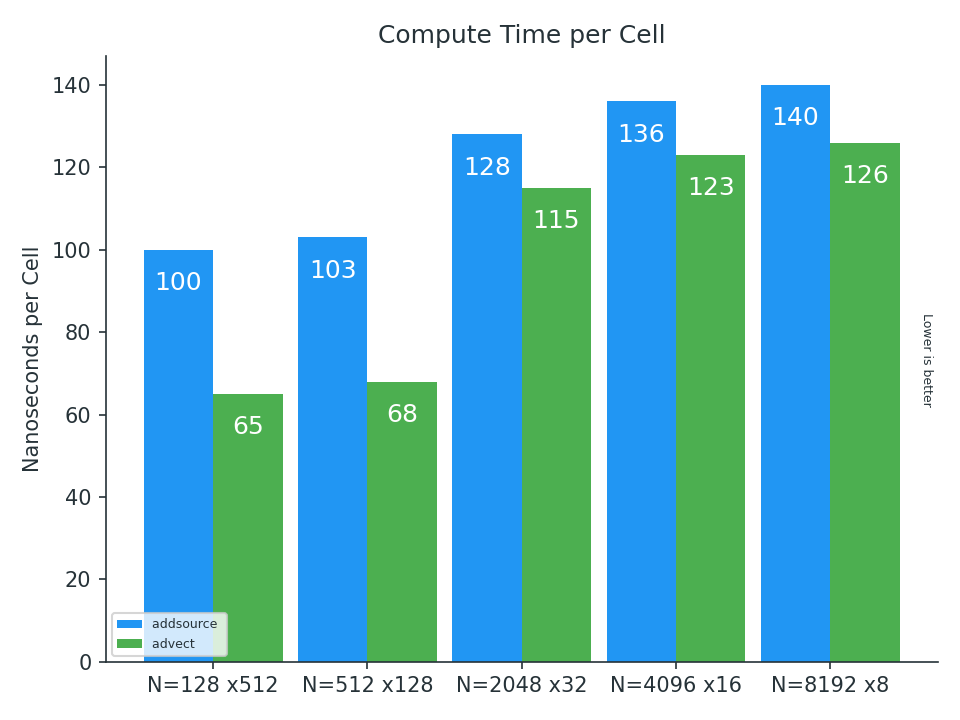 Compute Time per Cell
Nanoseconds per Cell
140
120
100
80
60
40
20
0
100
65
103
68
128
115
136
123
140
126
Lower is better
addsource
advect
N=128 x512
N=512 x128
N=2048 x32
N=4096 x16
N=8192 x8